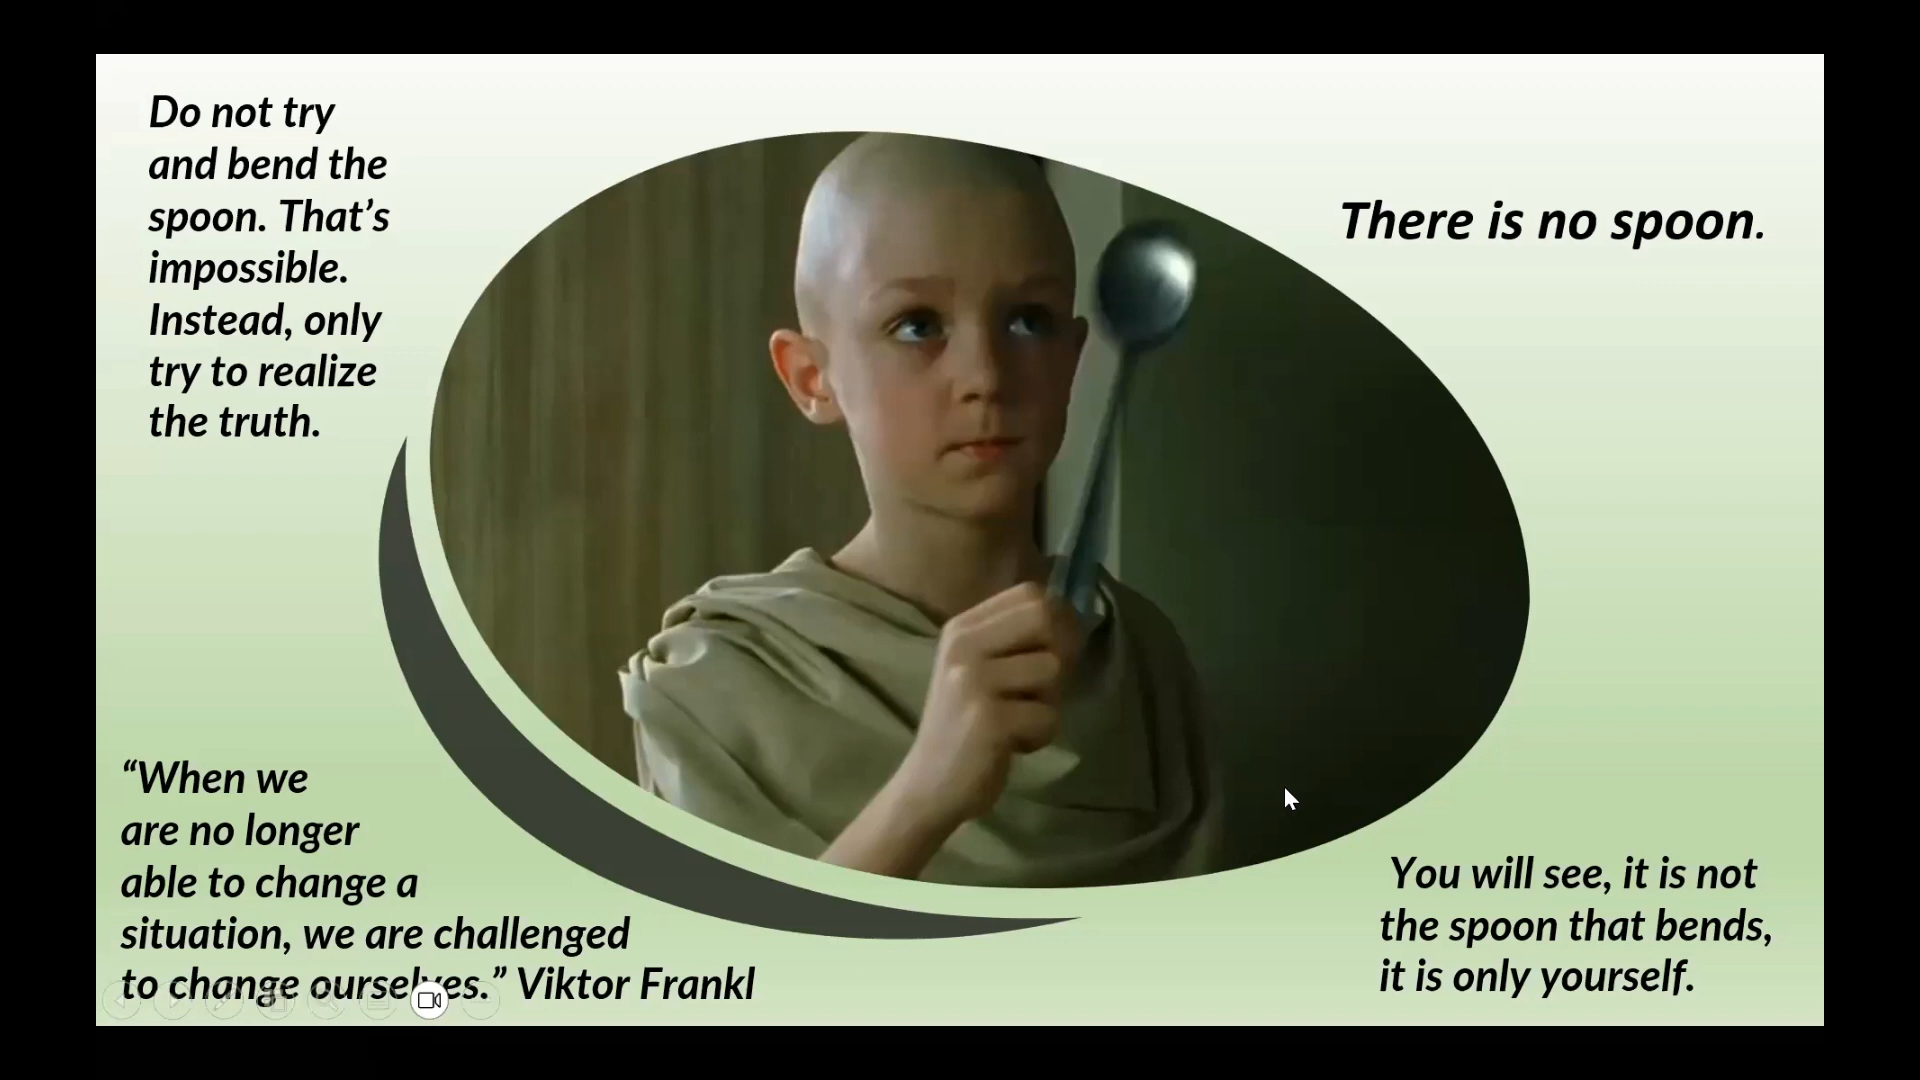 Do not try
and bend the
spoon. That’s
impossible.
Instead, only
try to realize
the truth.
There is no spoon.
“When we
are no longer
able to change a
situation, we are challenged
to change ourselves.” Viktor Frankl
You will see, it is not
the spoon that bends,
it is only yourself.